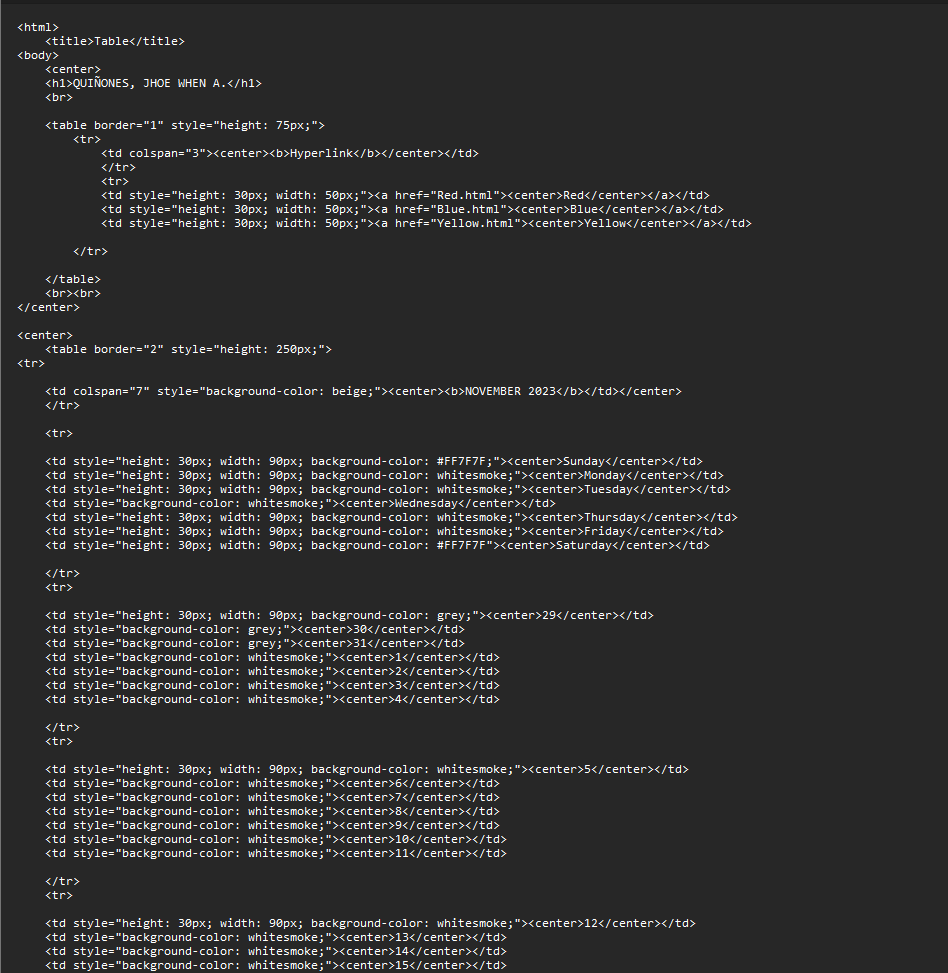 <html>
<title>Table</title>
<body>
<center>
<h1>QUIÑONES, JHOE WHEN A.</h1>
<br>
<table border="1" style="height: 75px;">
<tr>
<td colspan="3"><center><b>Hyperlink</b></center></td>
</tr>
<tr>
<td style="height: 30px; width: 50px;"><a href="Red.html"><center>Red</center></a></td>
<td style="height: 30px; width: 50px;"><a href="Blue.html"><center>Blue</center></a></td>
<td style="height: 30px; width: 50px;"><a href="Yellow.html"><center>Yellow</center></a></td>
</tr>
</table>
<br><br>
</center>
<center>
<table border="2" style="height: 250px;">
<tr>
<td colspan="7" style="background-color: beige;"><center><b>NOVEMBER 2023</b></td></center>
</tr>
<tr>
<td style="height: 30px; width: 90px; background-color: #FF7F7F;"><center>Sunday</center></td>
<td style="height: 30px; width: 90px; background-color: whitesmoke;"><center>Monday</center></td>
<td style="height: 30px; width: 90px; background-color: whitesmoke;"><center>Tuesday</center></td>
<td style="background-color: whitesmoke;"><center>Wednesday</center></td>
<td style="height: 30px; width: 90px; background-color: whitesmoke;"><center>Thursday</center></td>
<td style="height: 30px; width: 90px; background-color: whitesmoke;"><center>Friday</center></td>
<td style="height: 30px; width: 90px; background-color: #FF7F7F"><center>Saturday</center></td>
</tr>
<tr>
<td style="height: 30px; width: 90px; background-color: grey;"><center>29</center></td>
<td style="background-color: grey;"><center>30</center></td>
<td style="background-color: grey;"><center>31</center></td>
<td style="background-color: whitesmoke;"><center>1</center></td>
<td style="background-color: whitesmoke;"><center>2</center></td>
<td style="background-color: whitesmoke;"><center>3</center></td>
<td style="background-color: whitesmoke;"><center>4</center></td>
</tr>
<tr>
<td style="height: 30px; width: 90px; background-color: whitesmoke;"><center>5</center></td>
<td style="background-color: whitesmoke;"><center>6</center></td>
<td style="background-color: whitesmoke;"><center>7</center></td>
<td style="background-color: whitesmoke;"><center>8</center></td>
<td style="background-color: whitesmoke;"><center>9</center></td>
<td style="background-color: whitesmoke;"><center>10</center></td>
<td style="background-color: whitesmoke;"><center>11</center></td>
</tr>
<tr>
<td style="height: 30px; width: 90px; background-color: whitesmoke;"><center>12</center></td>
<td style="background-color: whitesmoke;"><center>13</center></td>
<td style="background-color: whitesmoke;"><center>14</center></td>
<td style="background-color: whitesmoke;"><center>15</center></td>